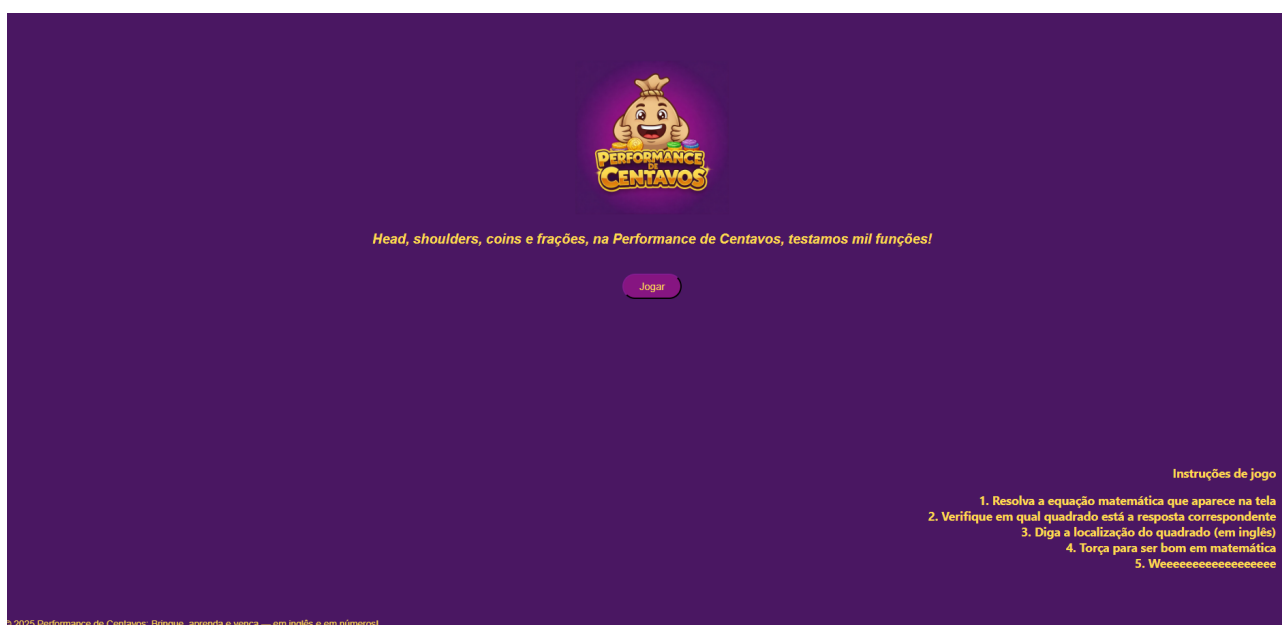 PERFORMANCE
DE
CENTAVOS
Head, shoulders, coins e frações, na Performance de Centavos, testamos mil funções!
Jogar
Instruções de jogo
1. Resolva a equação matemática que aparece na tela
2. Verifique em qual quadrado está a resposta correspondente
3. Diga a localização do quadrado (em inglês)
4. Torça para ser bom em matemática
5. Weeeeeeeeeeeeeeeeee
© 2025 Performance de Centavos: Bringue, aprenda e vença — em inglês e em números!